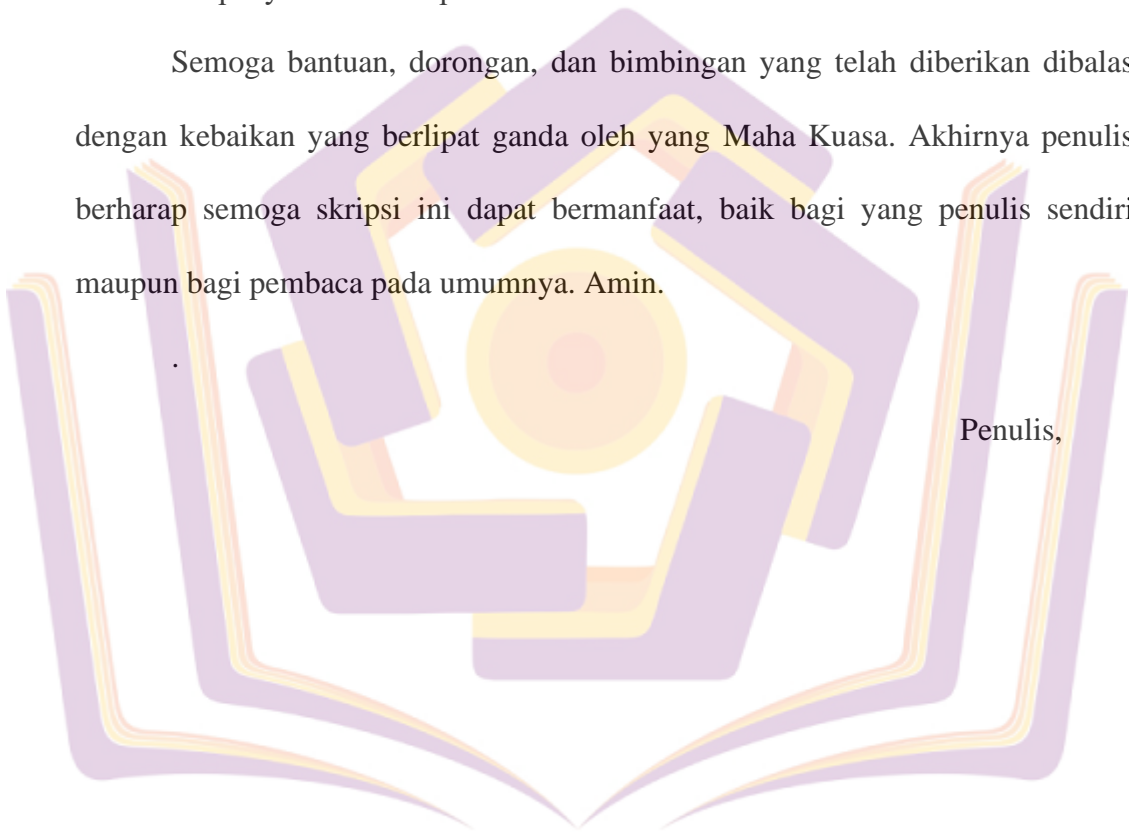 Semoga bantuan, dorongan, dan bimbingan yang telah diberikan dibalas
dengan kebaikan yang berlipat ganda oleh yang Maha Kuasa. Akhirnya penulis
berharap semoga skripsi ini dapat bermanfaat, baik bagi yang penulis sendiri
maupun bagi pembaca pada umumnya. Amin.
.
Penulis,